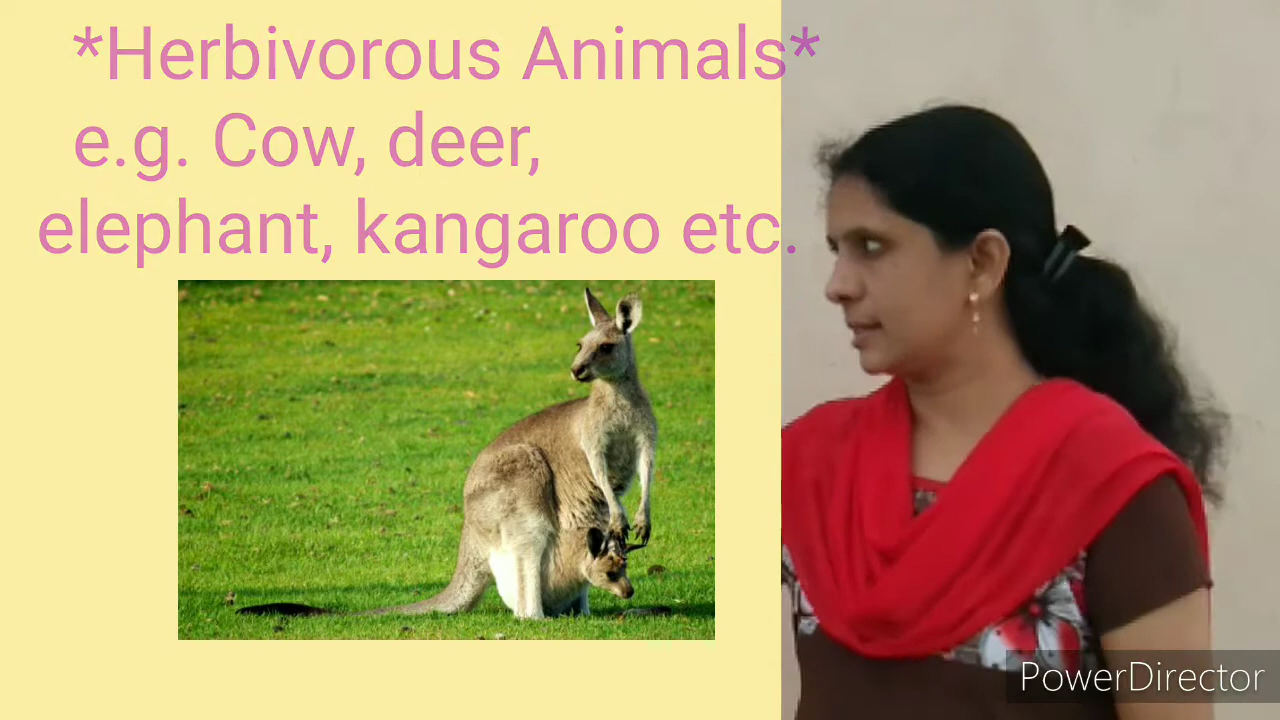 *Herbivorous Animals*
e.g. Cow, deer,
elephant, kangaroo etc.
PowerDirector